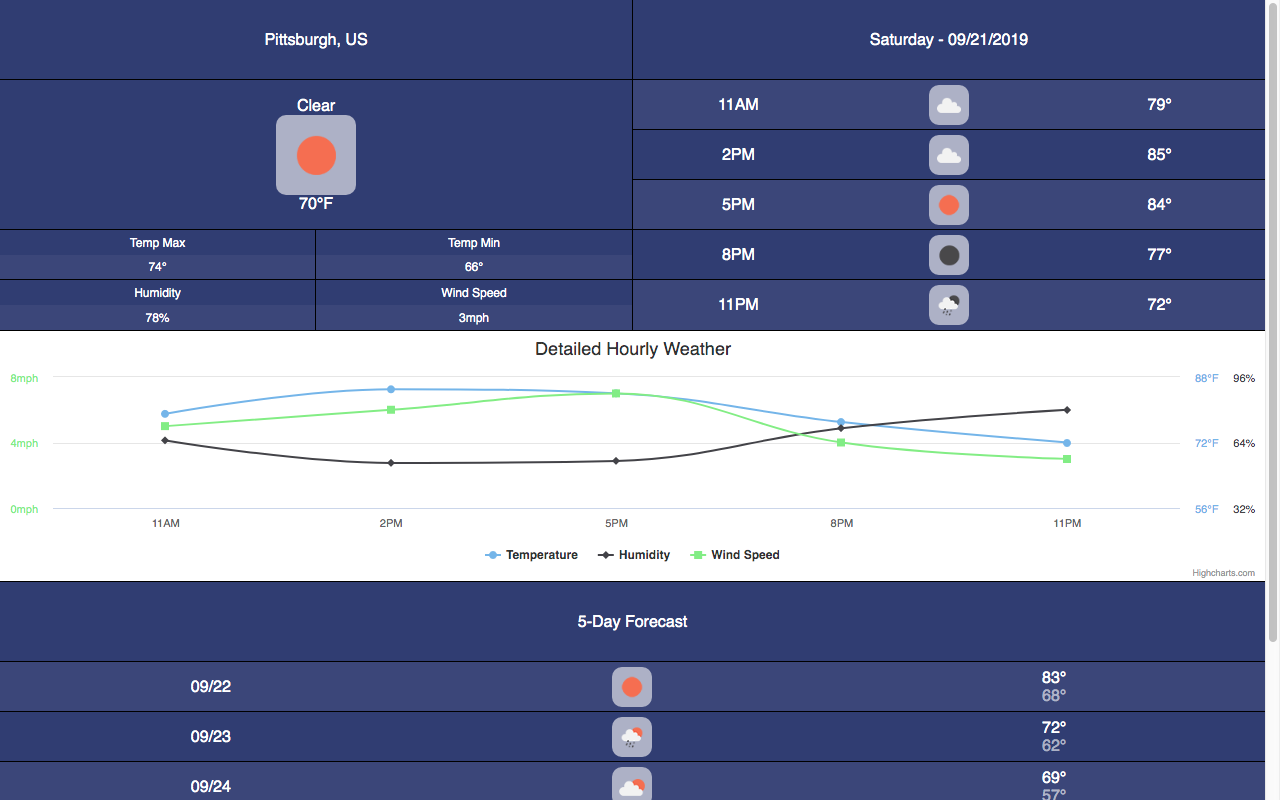 Pittsburgh, US
Saturday - 09/21/2019
Clear
70°F
Temp Max
Temp Min
74°
66°
Humidity
Wind Speed
78%
3mph
11AM
79°
2PM
85°
5PM
84°
8PM
77°
11PM
72°
Detailed Hourly Weather
8mph
4mph
0mph
88°F 96%
72°F 64%
56°F 32%
11AM 2PM 5PM 8PM 11PM
Temperature Humidity Wind Speed
Highcharts.com
5-Day Forecast
09/22
83°
68°
09/23
72°
62°
09/24
69°
57°